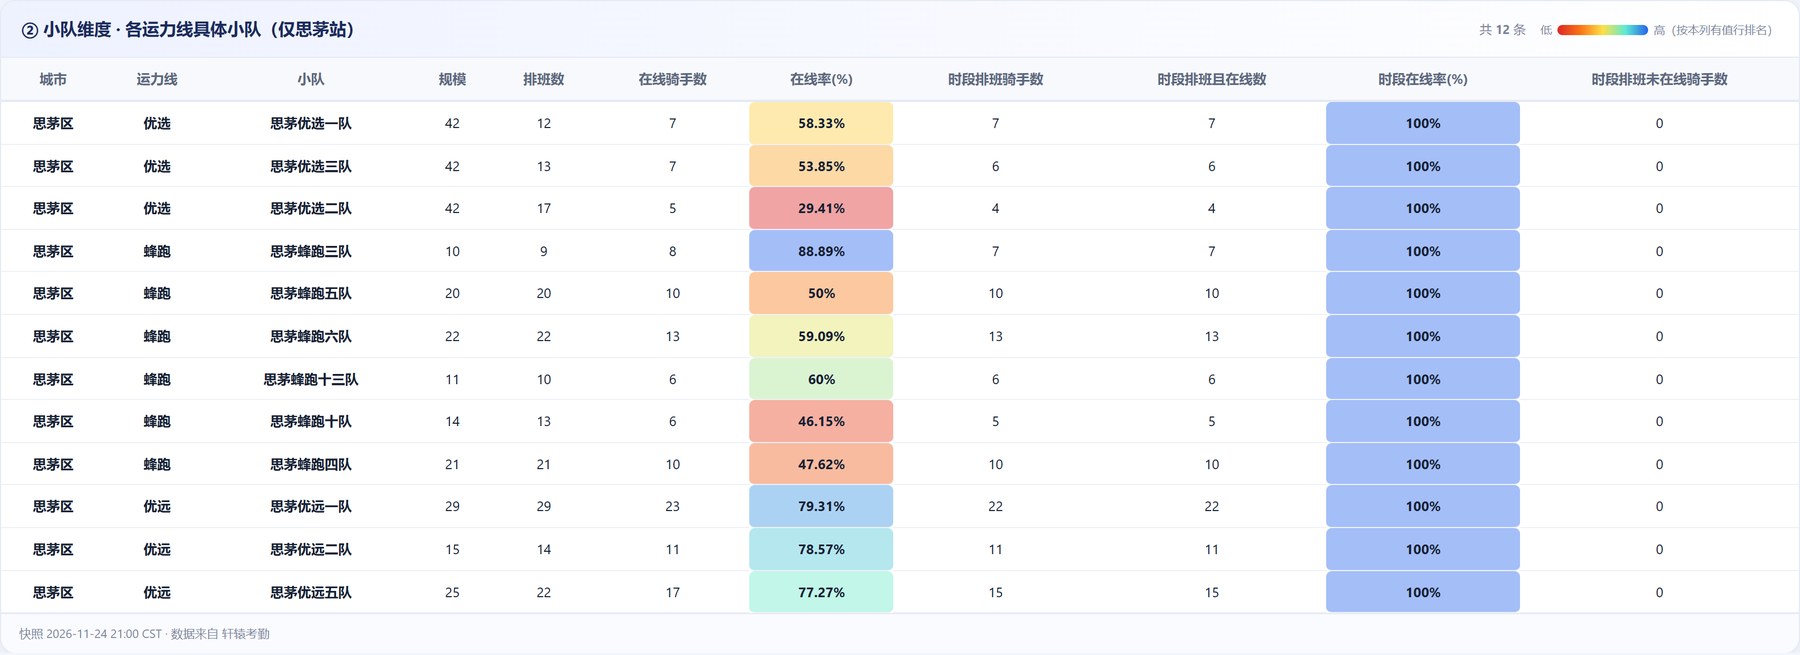 ② 小队维度 · 各运力线具体小队（仅思茅站）
共 12 条 低 高 (按本列有值行排名)
城市 运力线 小队 规模 排班数 在线骑手数 在线率(%) 时段排班骑手数 时段排班且在线数 时段在线率(%) 时段排班未在线骑手数
思茅区 优选 思茅优选一队 42 12 7 58.33% 7 7 100% 0
思茅区 优选 思茅优选三队 42 13 7 53.85% 6 6 100% 0
思茅区 优选 思茅优选二队 42 17 5 29.41% 4 4 100% 0
思茅区 蜂跑 思茅蜂跑三队 10 9 8 88.89% 7 7 100% 0
思茅区 蜂跑 思茅蜂跑五队 20 20 10 50% 10 10 100% 0
思茅区 蜂跑 思茅蜂跑六队 22 22 13 59.09% 13 13 100% 0
思茅区 蜂跑 思茅蜂跑十三队 11 10 6 60% 6 6 100% 0
思茅区 蜂跑 思茅蜂跑十队 14 13 6 46.15% 5 5 100% 0
思茅区 蜂跑 思茅蜂跑四队 21 21 10 47.62% 10 10 100% 0
思茅区 优远 思茅优远一队 29 29 23 79.31% 22 22 100% 0
思茅区 优远 思茅优远二队 15 14 11 78.57% 11 11 100% 0
思茅区 优远 思茅优远五队 25 22 17 77.27% 15 15 100% 0
快照 2026-11-24 21:00 CST · 数据来自 轩辕考勤